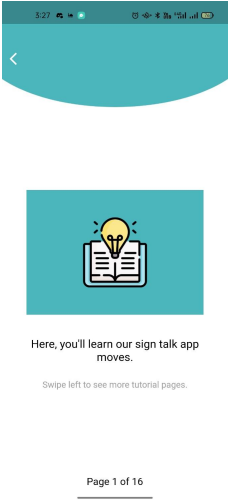 3:27
Here, you'll learn our sign talk app
moves.
Swipe left to see more tutorial pages.
Page 1 of 16